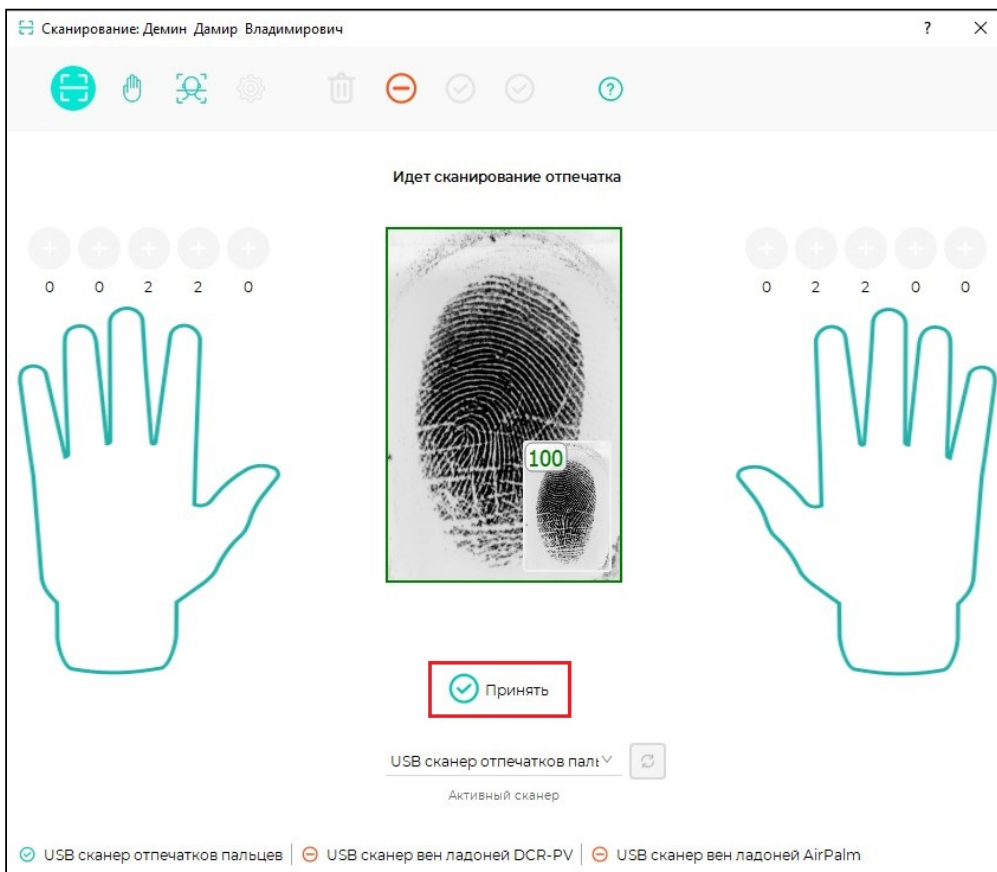 Сканирование: Демин Дамир Владимирович
?
?
Идет сканирование отпечатка
0 0 2 2 0
0 2 2 0 0
100
Принять
USB сканер отпечатков паль
Активный сканер
USB сканер отпечатков пальцев | USB сканер вен ладоней DCR-PV | USB сканер вен ладоней AirPalm